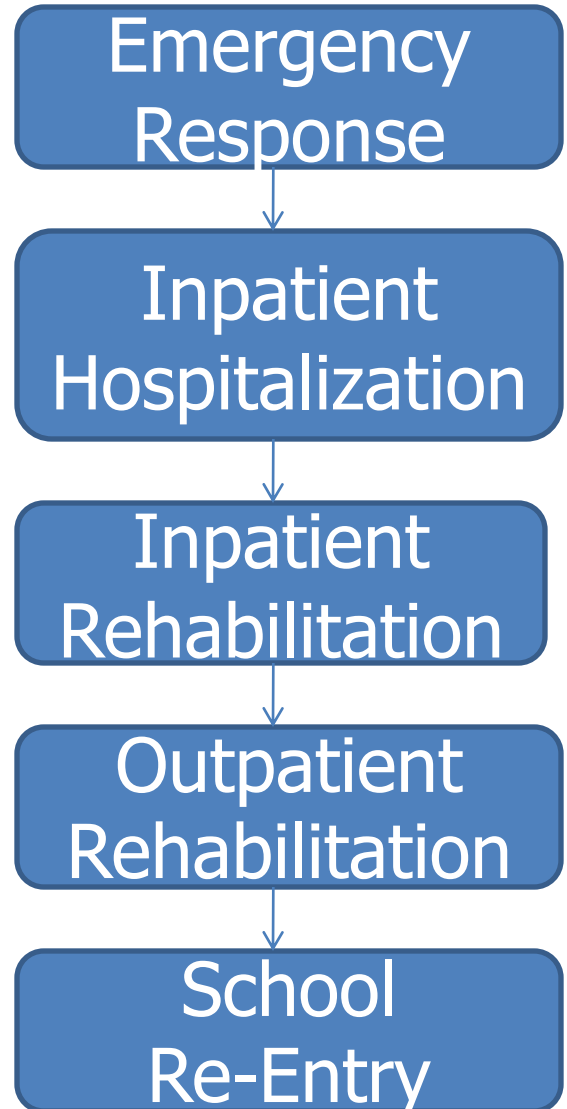 Emergency
Response
Inpatient
Hospitalization
Inpatient
Rehabilitation
Outpatient
Rehabilitation
School
Re-Entry